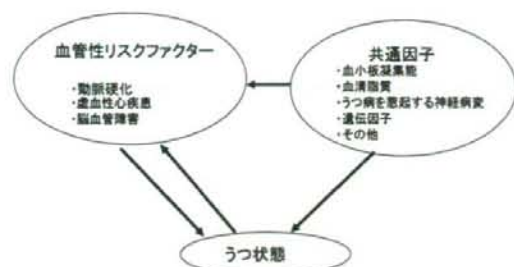 血管性リスクファクター
・動脈硬化
・虚血性心疾患
・脳血管障害
共通因子
・血小板凝集能
・血清脂質
・うつ病を惹起する神経病変
・遺伝因子
・その他
うつ状態